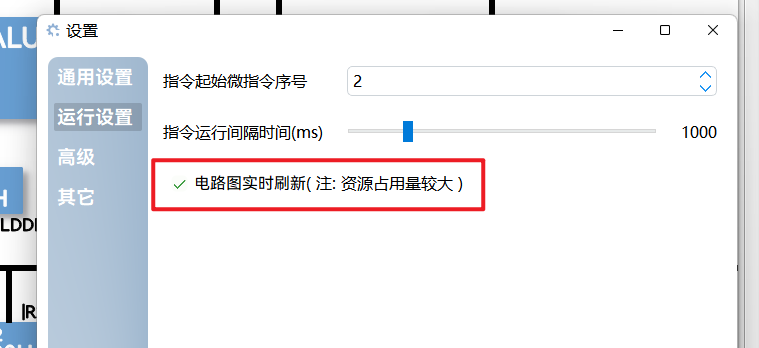 ALU
设置
通用设置
指令起始微指令序号
2
运行设置
指令运行间隔时间(ms)
1000
高级
电路图实时刷新( 注: 资源占用量较大 )
其它
H
LDDI